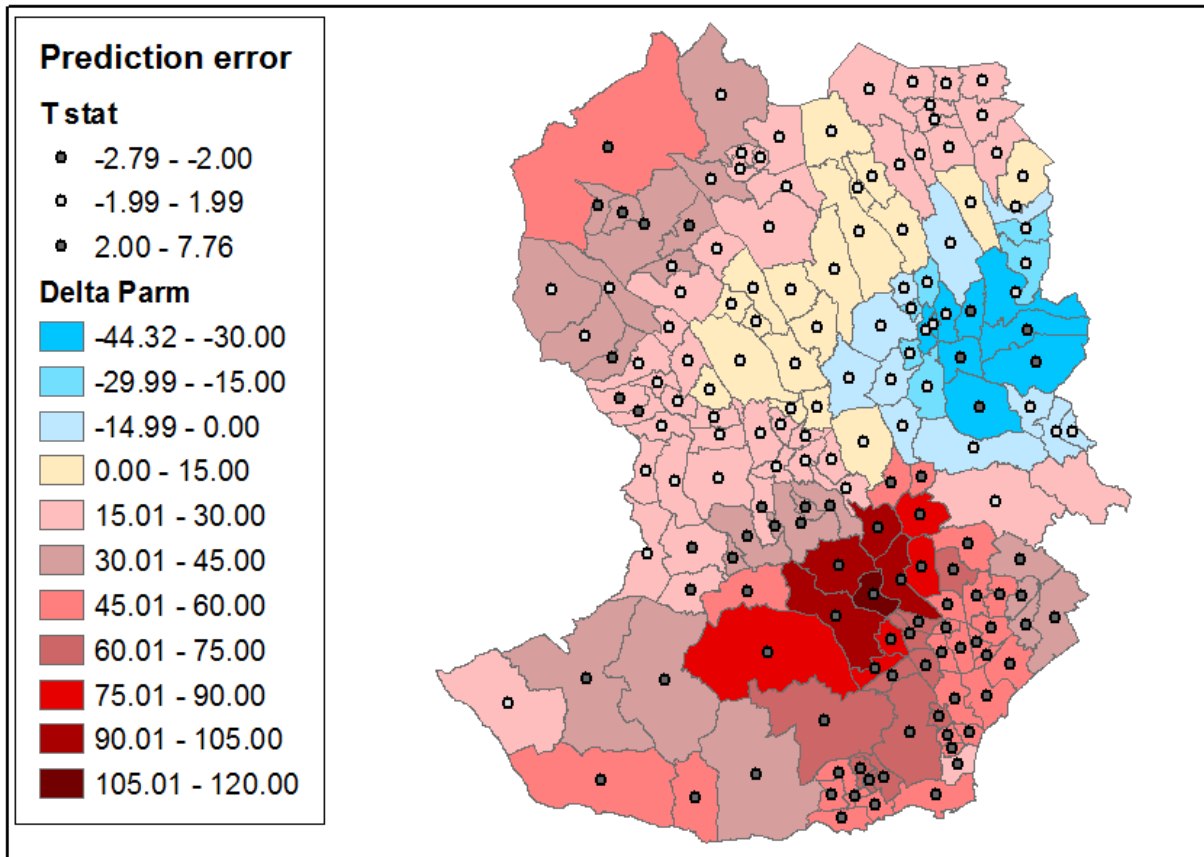 Prediction error
T stat
-2.79 - -2.00
-1.99 - 1.99
2.00 - 7.76
Delta Parm
-44.32 - -30.00
-29.99 - -15.00
-14.99 - 0.00
0.00 - 15.00
15.01 - 30.00
30.01 - 45.00
45.01 - 60.00
60.01 - 75.00
75.01 - 90.00
90.01 - 105.00
105.01 - 120.00